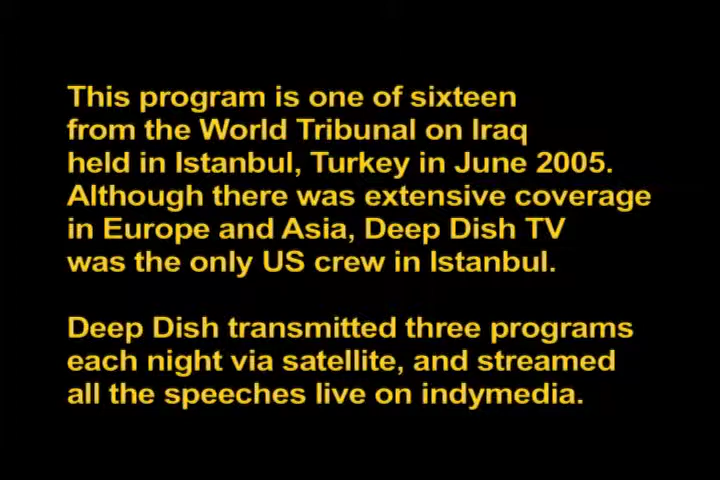 This program is one of sixteen
from the World Tribunal on Iraq
held in Istanbul, Turkey in June 2005.
Although there was extensive coverage
in Europe and Asia, Deep Dish TV
was the only US crew in Istanbul.
Deep Dish transmitted three programs
each night via satellite, and streamed
all the speeches live on indymedia.